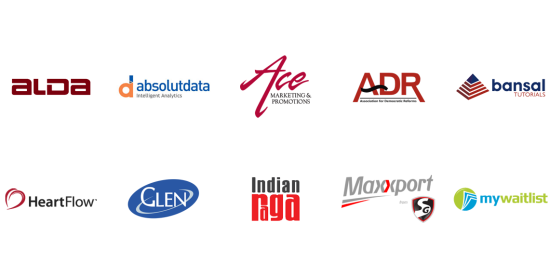 ALDA
absolutdata
Intelligent Analytics
Ace
MARKETING &
PROMOTIONS
ADR
Association for Democratic Reforms
bansal
TUTORIALS
HeartFlow
GLEN
Indian
raga
Maxxport
SG
mywaitlist